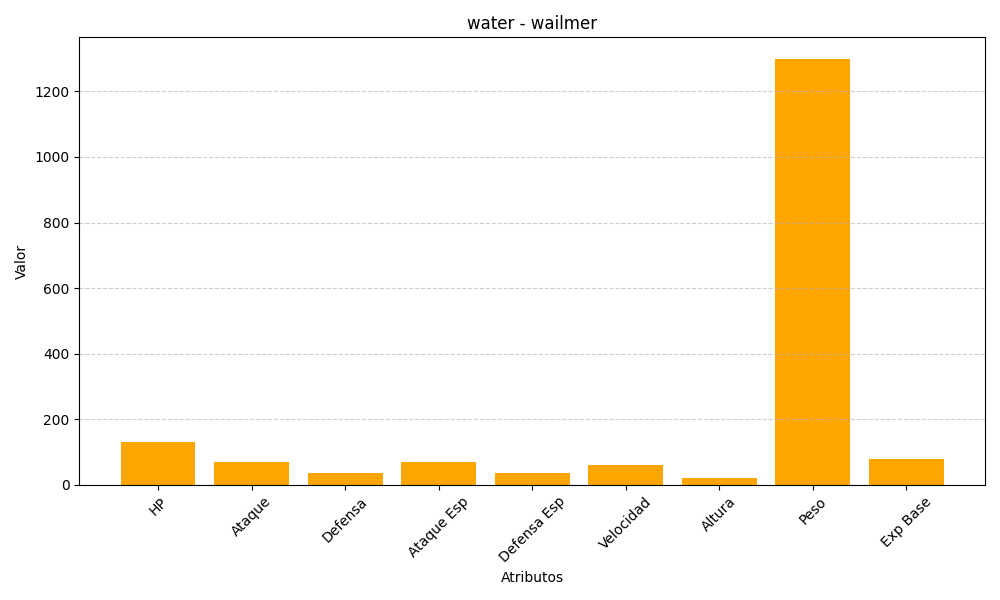 water - wailmer
Valor
1200
1000
800
600
400
200
0
HP
Ataque
Defensa
Ataque Esp
Defensa Esp
Velocidad
Altura
Peso
Exp Base
Atributos